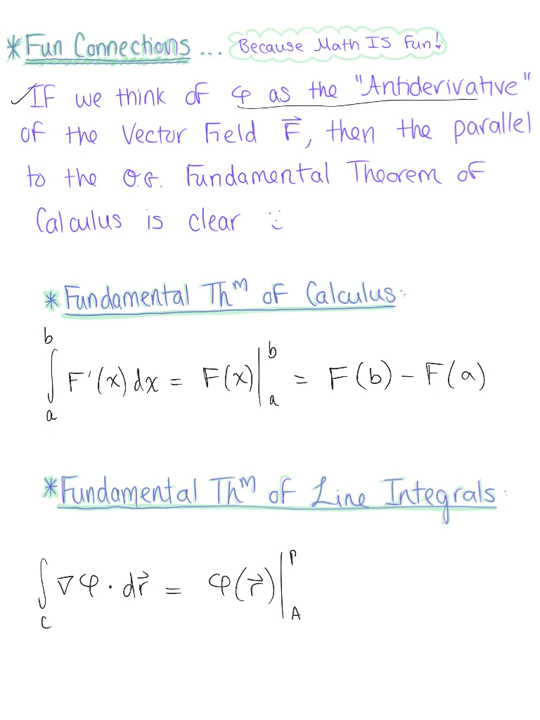 *Fun Connections... Because Math IS Fun!
✓IF we think of φ as the "Antiderivative"
of the Vector Field F⃗, then the parallel
to the O.G. Fundamental Theorem of
Calculus is clear :)
*Fundamental Thᵐ of Calculus:
∫ₐᵇ F'(x) dx = F(x)|ₐᵇ = F(b) - F(a)
*Fundamental Thᵐ of Line Integrals:
∫_C ∇φ · dr⃗ = φ(r⃗)|_A